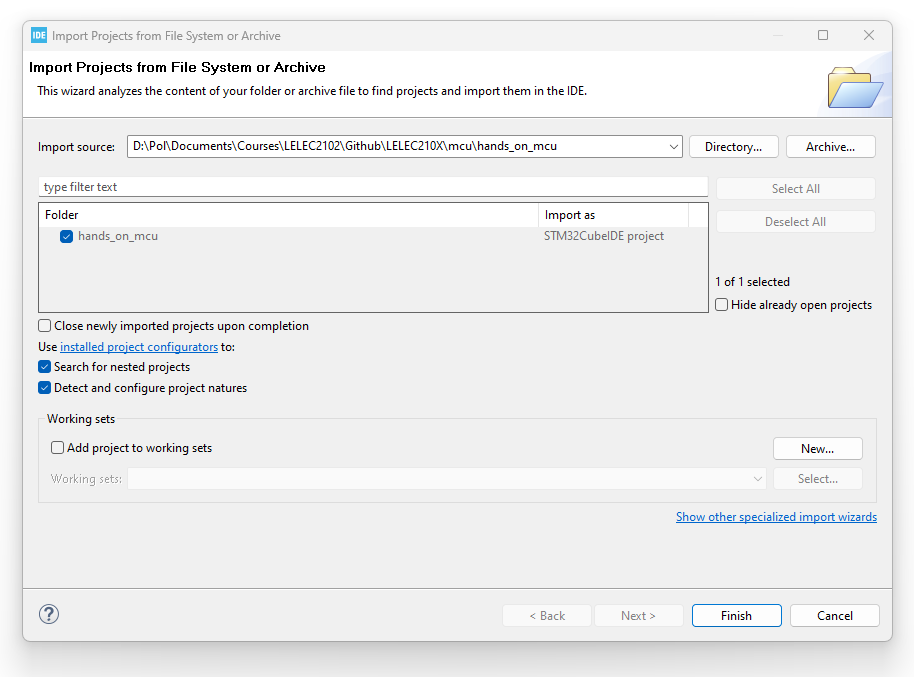 IDE Import Projects from File System or Archive
Import Projects from File System or Archive
This wizard analyzes the content of your folder or archive file to find projects and import them in the IDE.
Import source: D:\Pol\Documents\Courses\LELEC2102\Github\LELEC210X\mcu\hands_on_mcu Directory... Archive...
type filter text Select All
Folder Import as Deselect All
hands_on_mcu STM32CubeIDE project
1 of 1 selected
Hide already open projects
Close newly imported projects upon completion
Use installed project configurators to:
Search for nested projects
Detect and configure project natures
Working sets
Add project to working sets New...
Working sets: Select...
Show other specialized import wizards
? < Back Next > Finish Cancel